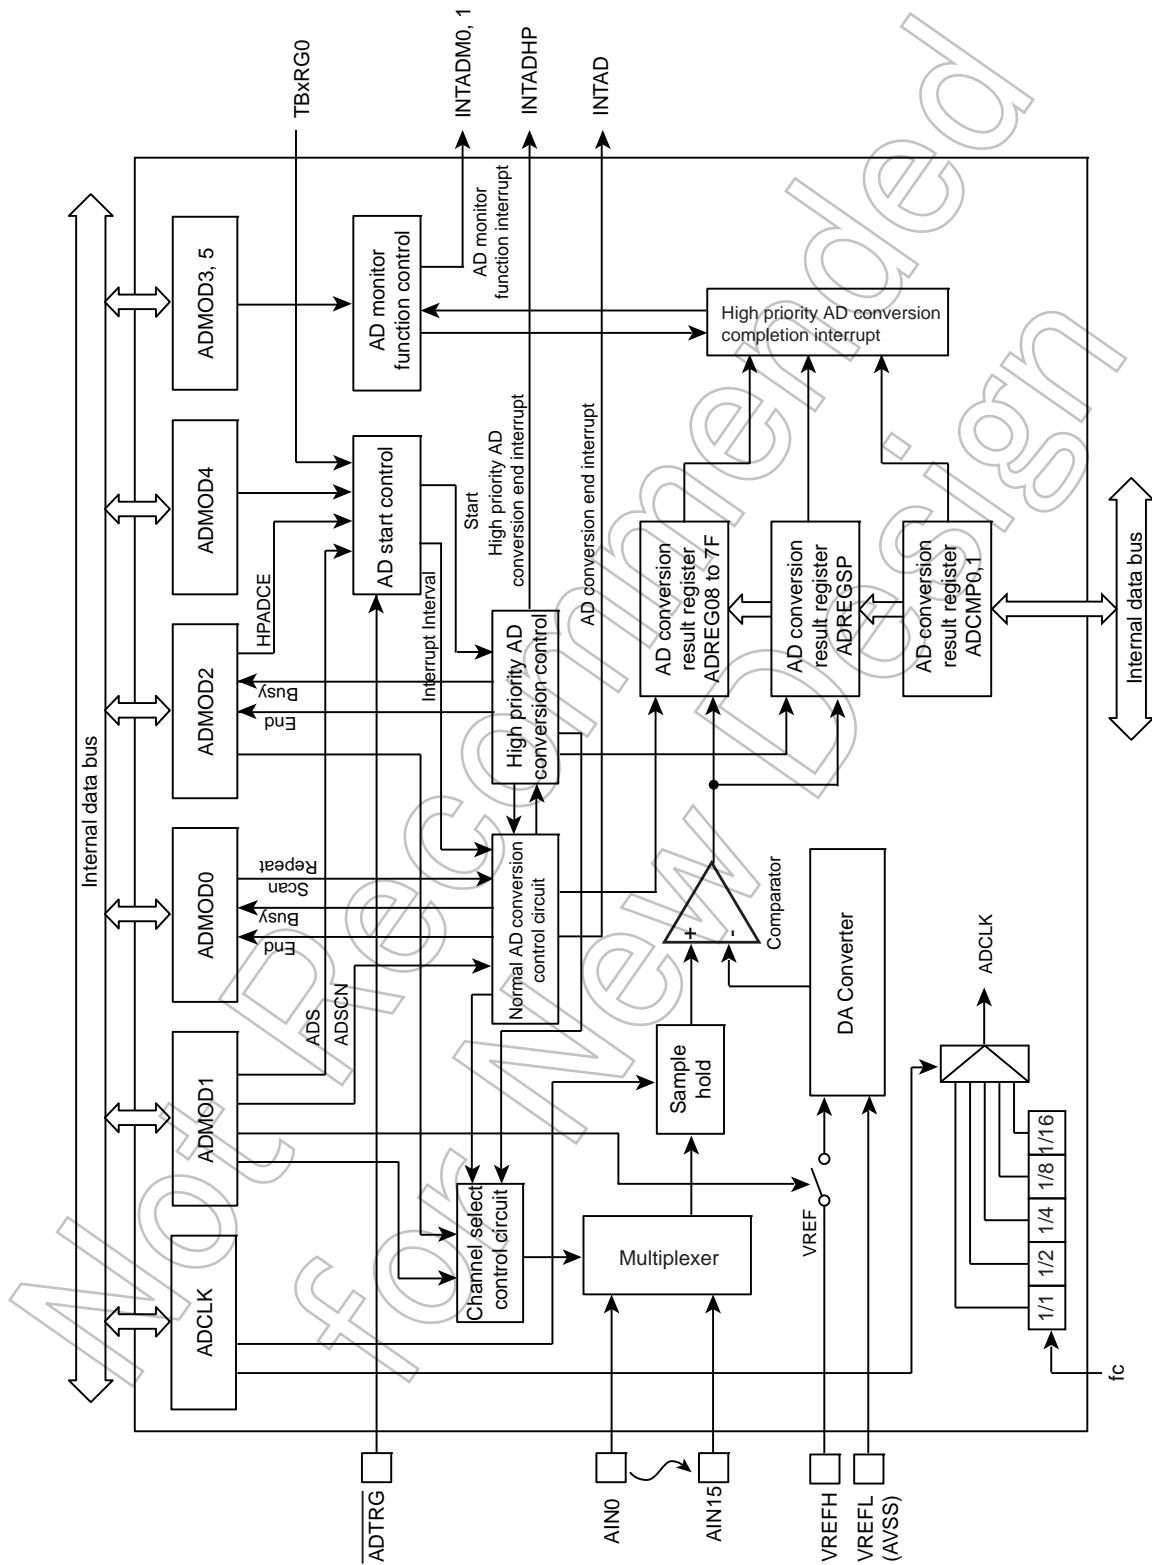 Internal data bus
ADCLK
ADMOD1
ADMOD0
ADMOD2
ADMOD4
ADMOD3, 5
ADS
ADSCN
End
Busy
Scan
Repeat
End
Busy
HPADCE
TBxRG0
ADTRG
AD start control
AD monitor
function control
INTADM0, 1
AD monitor
function interrupt
Interrupt Interval
Start
Channel select
control circuit
Normal AD conversion
control circuit
High priority AD
conversion control
High priority AD
conversion end interrupt
INTADHP
AD conversion end interrupt
INTAD
AIN0
AIN15
Multiplexer
Sample
hold
+
-
Comparator
AD conversion
result register
ADREG08 to 7F
AD conversion
result register
ADREGSP
AD conversion
result register
ADCMP0,1
High priority AD conversion
completion interrupt
VREFH
VREFL
(AVSS)
VREF
DA Converter
ADCLK
fc
1/1
1/2
1/4
1/8
1/16
Internal data bus
Not Recommended
for New Design